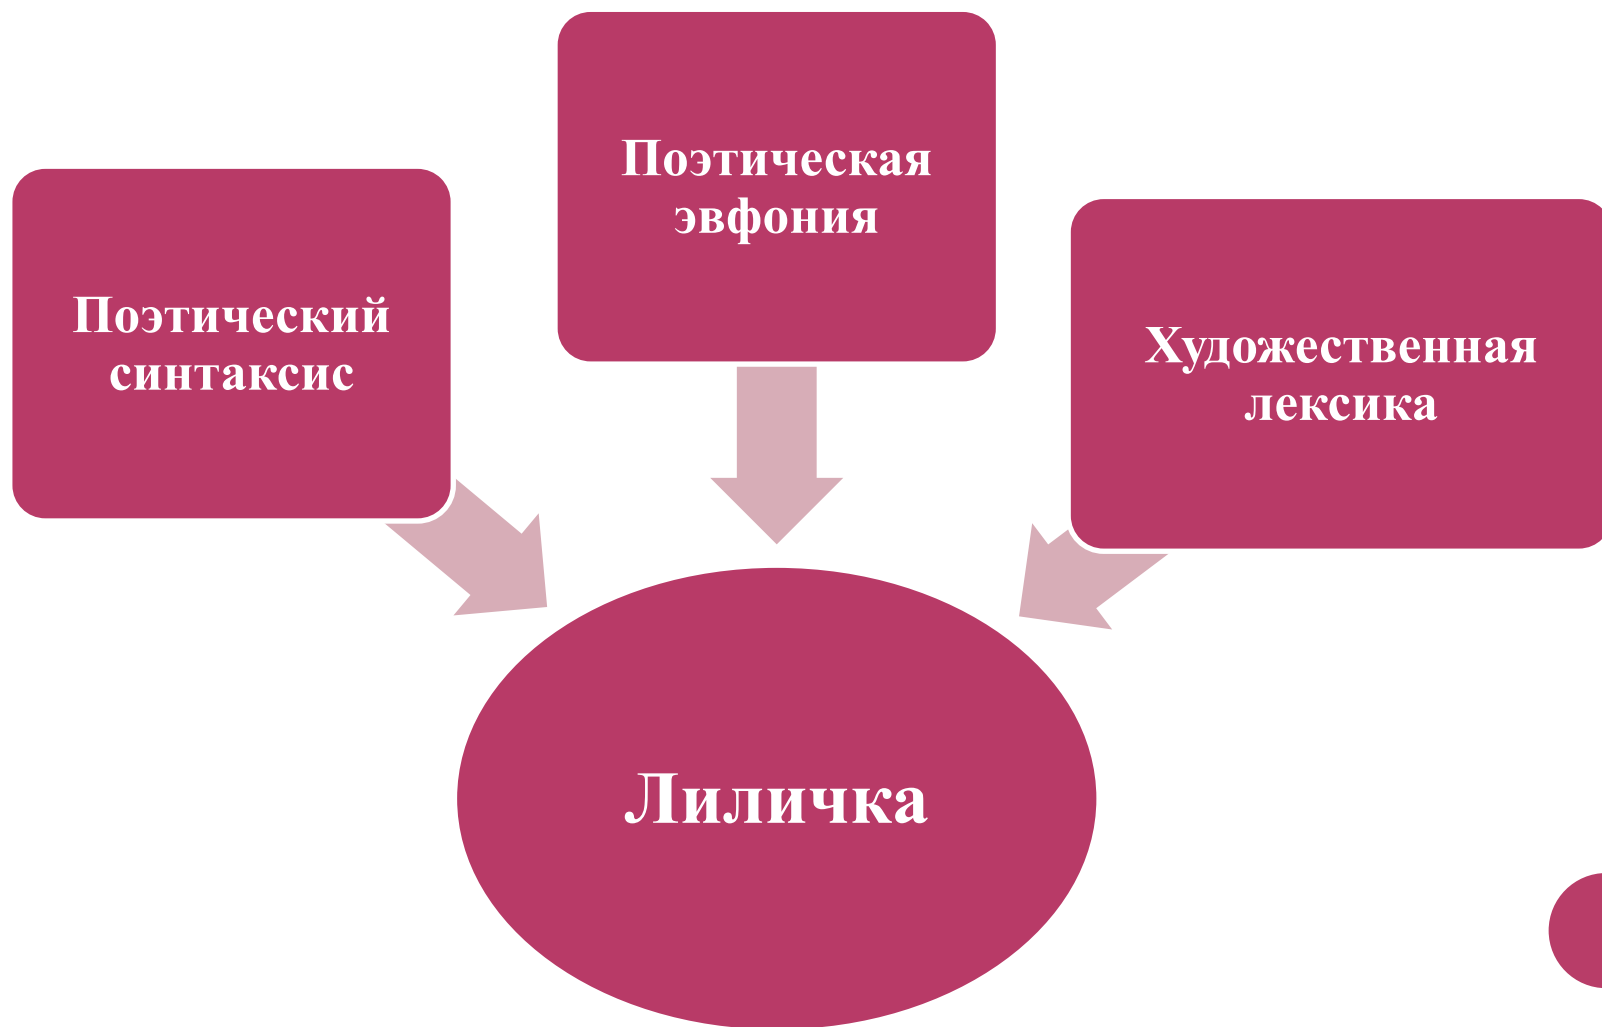 Поэтический
синтаксис
Поэтическая
эвфония
Художественная
лексика
Лиличка